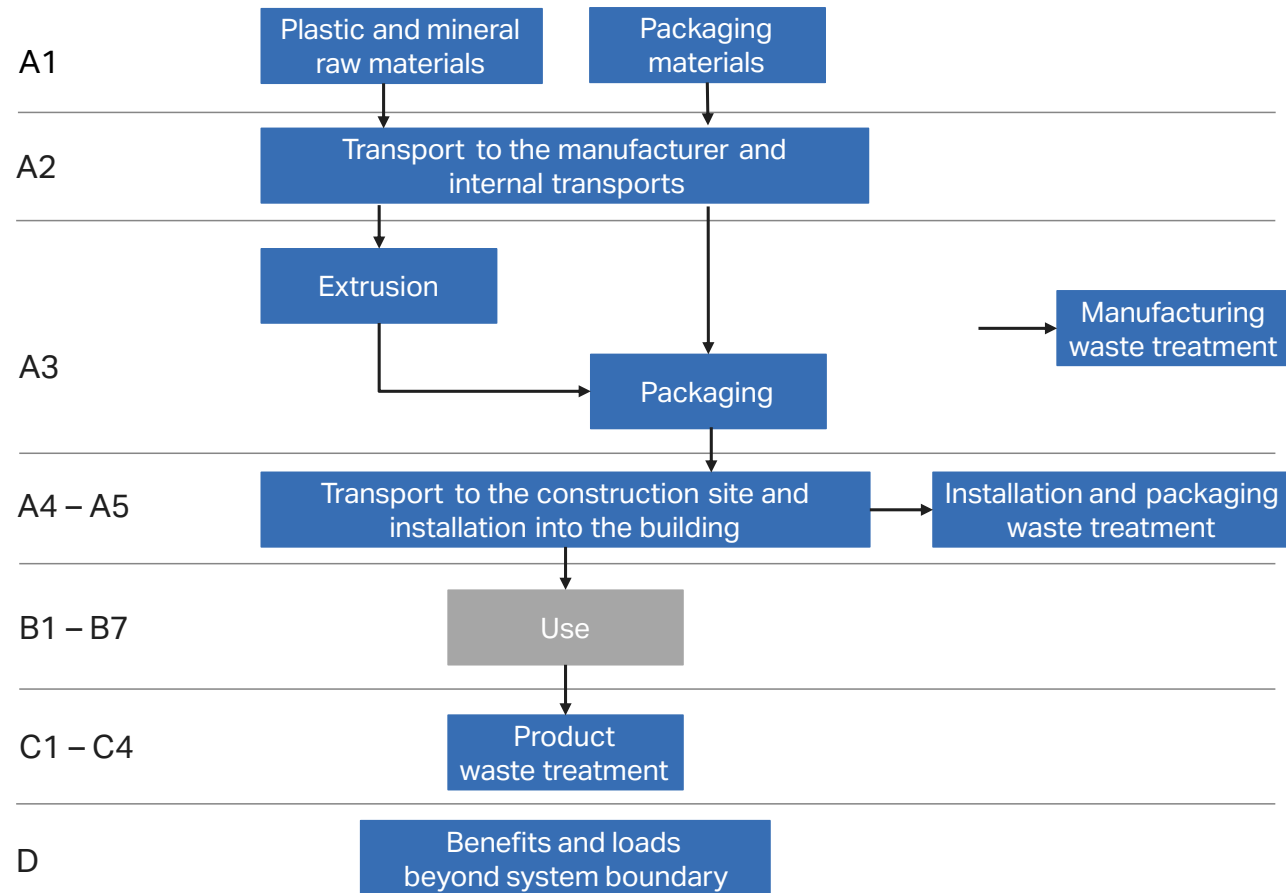 A1
Plastic and mineral
raw materials
Packaging
materials
A2
Transport to the manufacturer and
internal transports
A3
Extrusion
Manufacturing
waste treatment
Packaging
A4 – A5
Transport to the construction site and
installation into the building
Installation and packaging
waste treatment
B1 – B7
Use
C1 – C4
Product
waste treatment
D
Benefits and loads
beyond system boundary